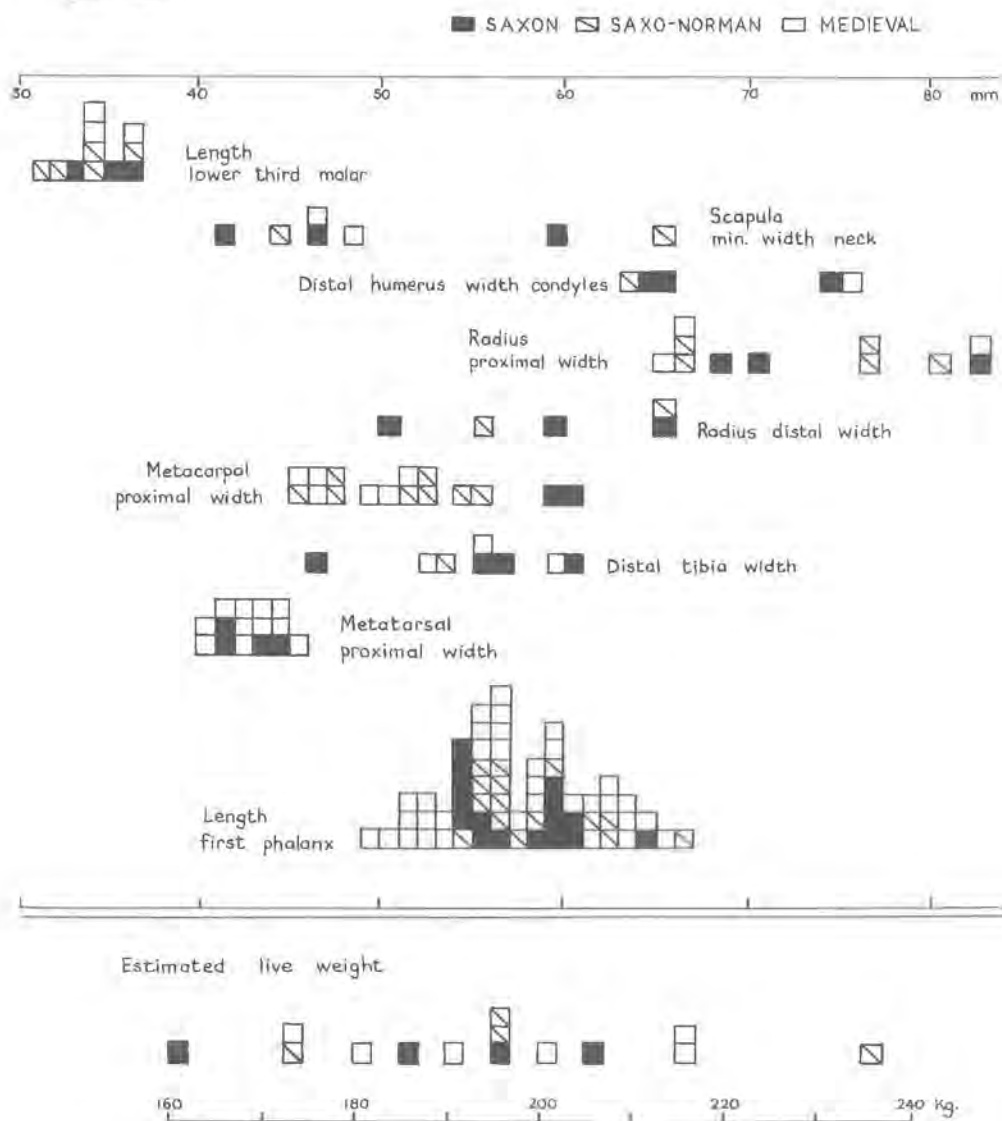 SAXON SAXO-NORMAN MEDIEVAL
30 40 50 60 70 80 mm
Length
lower third molar
Scapula
min. width neck
Distal humerus width condyles
Radius
proximal width
Radius distal width
Metacarpal
proximal width
Distal tibia width
Metatarsal
proximal width
Length
first phalanx
Estimated live weight
160 180 200 220 240 Kg.